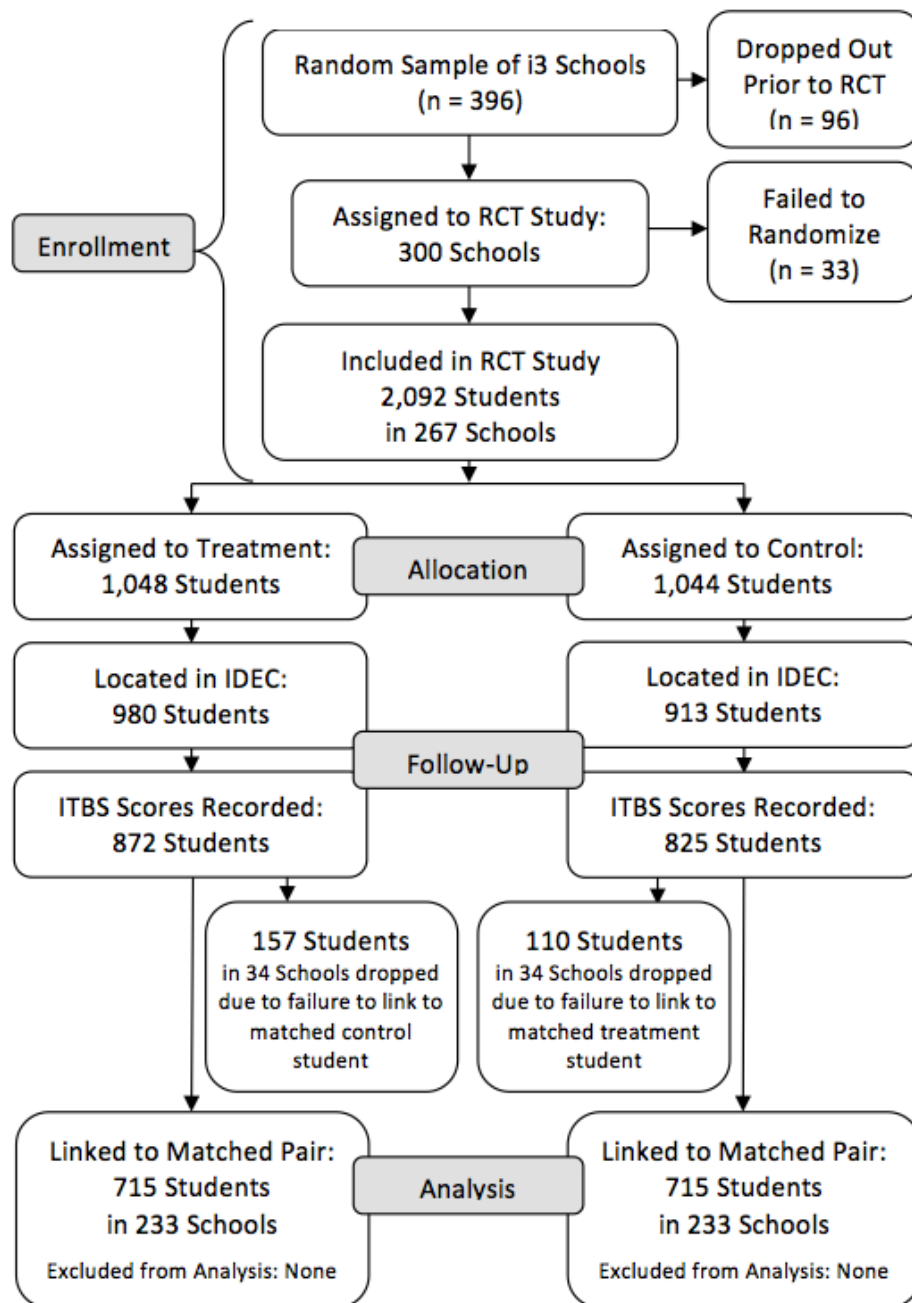 Random Sample of i3 Schools
(n = 396)
Dropped Out
Prior to RCT
(n = 96)
Enrollment
Assigned to RCT Study:
300 Schools
Failed to
Randomize
(n = 33)
Included in RCT Study
2,092 Students
in 267 Schools
Assigned to Treatment:
1,048 Students
Allocation
Assigned to Control:
1,044 Students
Located in IDEC:
980 Students
Located in IDEC:
913 Students
Follow-Up
ITBS Scores Recorded:
872 Students
ITBS Scores Recorded:
825 Students
157 Students
in 34 Schools dropped
due to failure to link to
matched control
student
110 Students
in 34 Schools dropped
due to failure to link to
matched treatment
student
Linked to Matched Pair:
715 Students
in 233 Schools
Excluded from Analysis: None
Analysis
Linked to Matched Pair:
715 Students
in 233 Schools
Excluded from Analysis: None